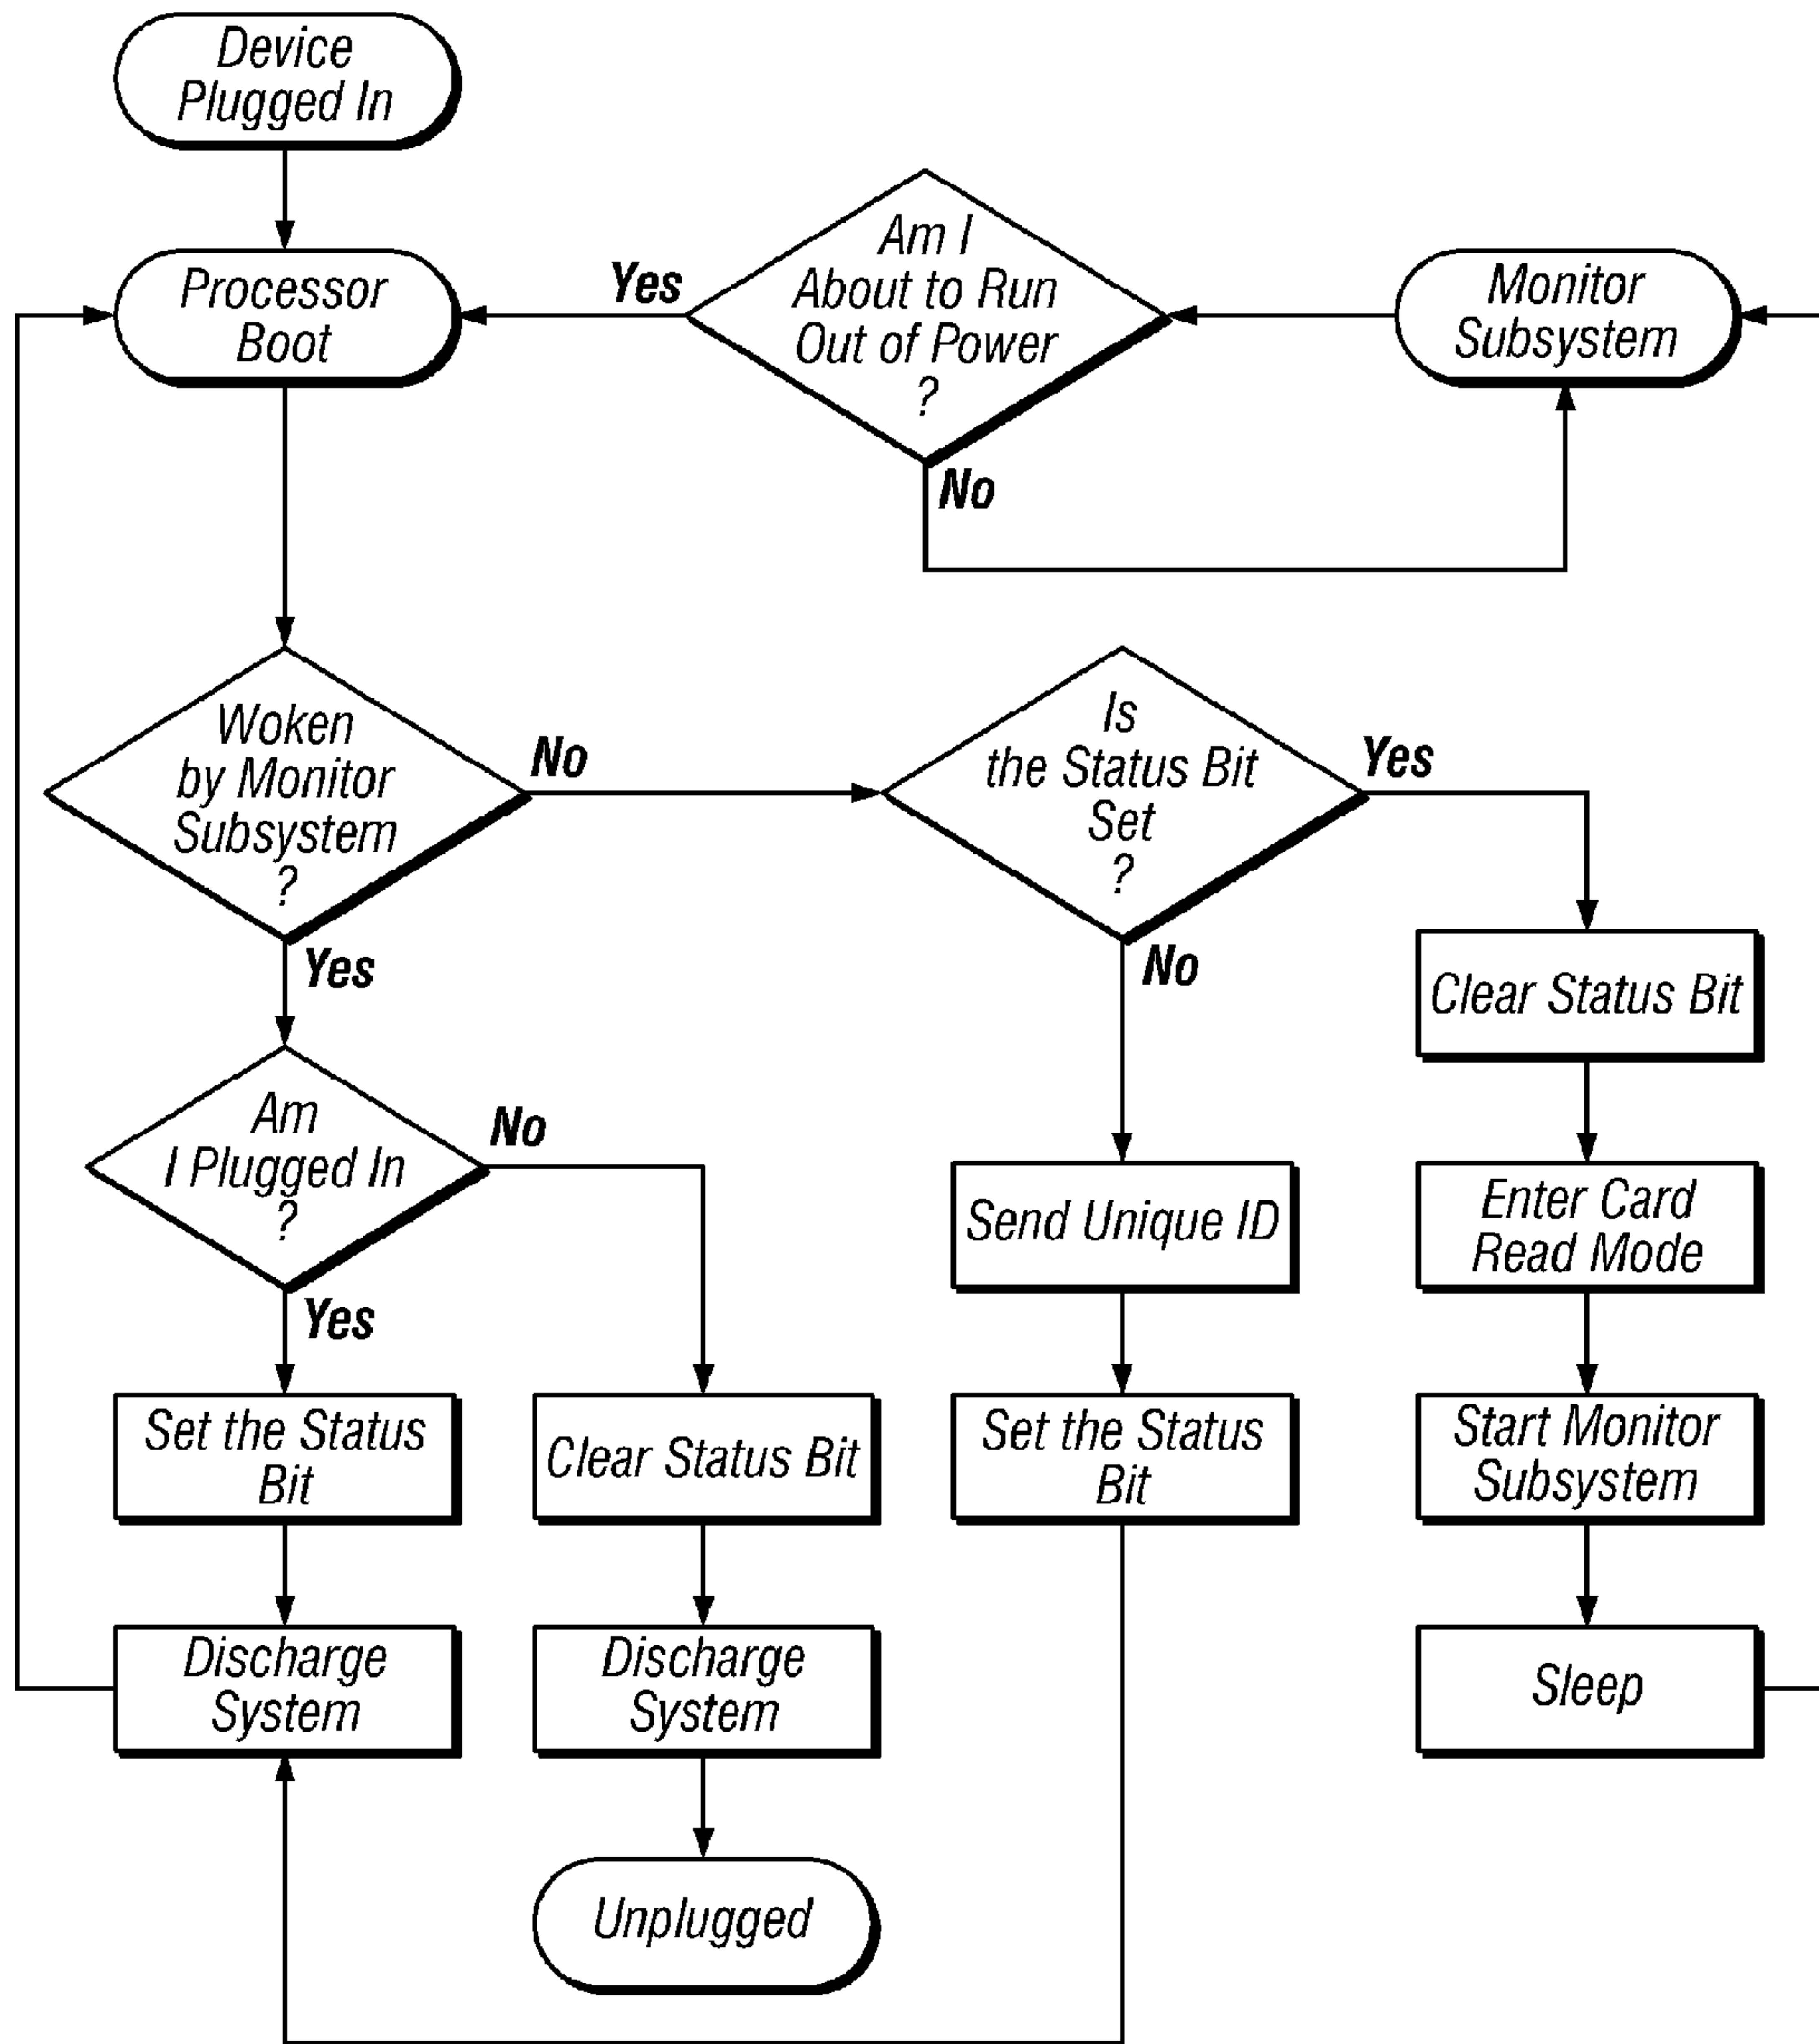 Device
Plugged In
Processor
Boot
Yes
Am I
About to Run
Out of Power
?
No
Monitor
Subsystem
Woken
by Monitor
Subsystem
?
No
Yes
Is
the Status Bit
Set
?
Yes
No
Clear Status Bit
Am
I Plugged In
?
No
Yes
Send Unique ID
Enter Card
Read Mode
Set the Status
Bit
Clear Status Bit
Set the Status
Bit
Start Monitor
Subsystem
Discharge
System
Discharge
System
Sleep
Unplugged